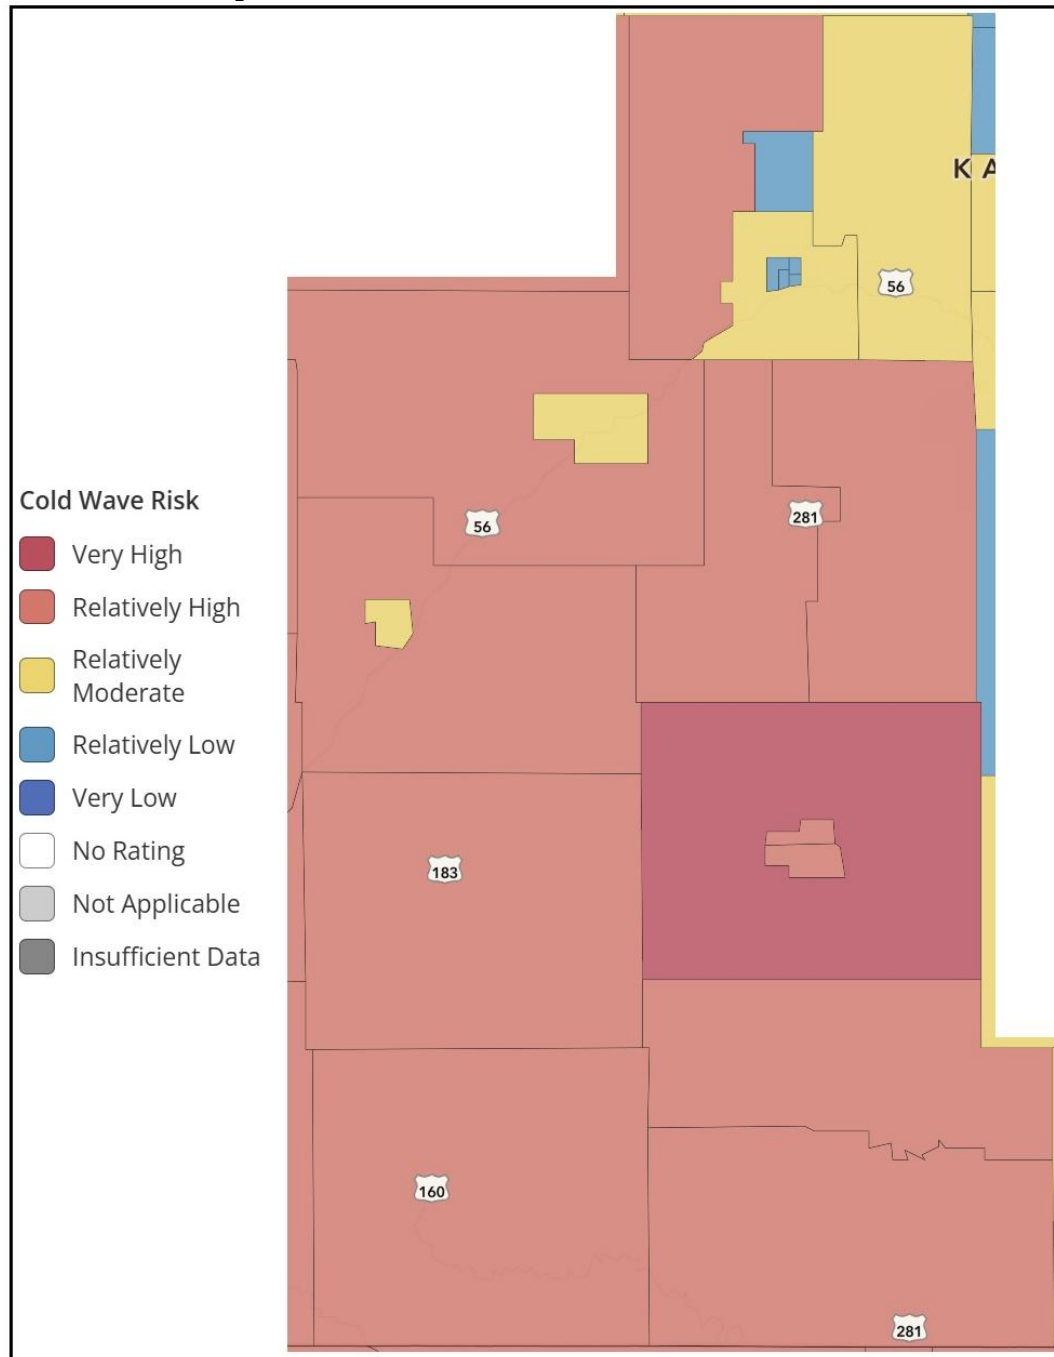 K A
56
Cold Wave Risk
Very High
Relatively High
Relatively
Moderate
Relatively Low
Very Low
No Rating
Not Applicable
Insufficient Data
56
281
183
160
281